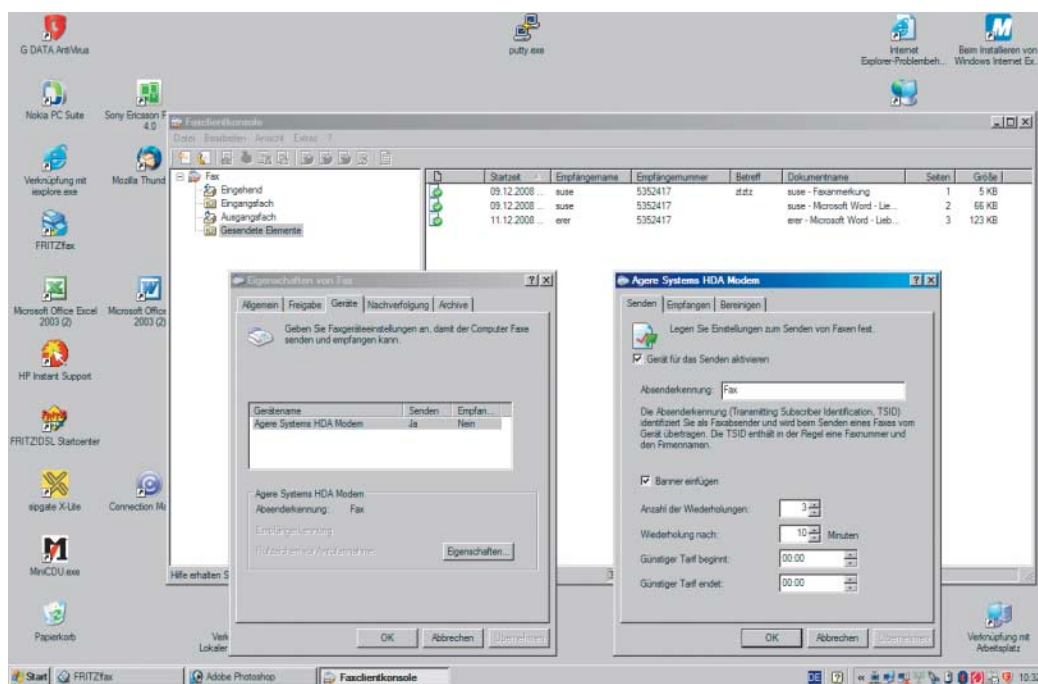 G DATA AntiVirus
putty.exe
Internet
Explorer-Problembeh...
Beim Installieren von
Windows Internet Ex...
Nokia PC Suite
Sony Ericsson
4.0
Verknüpfung mit
iexplore.exe
Mozilla Thund
FRITZ!fax
Microsoft Office Excel
2003 (2)
Microsoft Office
2003 (2)
HP Instant Support
FRITZ!DSL Startcenter
sipgate X-Lite
Connection Ma
MiniCDU.exe
Papierkorb
Verk
Lokaler
Verknüpfung mit
Arbeitsplatz
Faxclientkonsole
Datei Bearbeiten Ansicht Extras ?
Fax
Eingehend
Eingangsfach
Ausgangsfach
Gesendete Elemente
Startzeit Empfängername Empfängernummer Betreff Dokumentname Seiten Größe
09.12.2008 ... suse 5352417 ztztz suse - Faxanmerkung 1 5 KB
09.12.2008 ... suse 5352417 suse - Microsoft Word - Lie... 2 66 KB
11.12.2008 ... erer 5352417 erer - Microsoft Word - Lieb... 3 123 KB
Hilfe erhalten S
Eigenschaften von Fax
Allgemein Freigabe Geräte Nachverfolgung Archive
Geben Sie Faxgeräteeinstellungen an, damit der Computer Faxe
senden und empfangen kann.
Gerätename Senden Empfan...
Agere Systems HDA Modem Ja Nein
Agere Systems HDA Modem
Absenderkennung: Fax
Empfängerkennung:
Rufzeichen vor Rufannahme:
Eigenschaften...
OK Abbrechen Übernehmen
Agere Systems HDA Modem
Senden Empfangen Bereinigen
Legen Sie Einstellungen zum Senden von Faxen fest.
Gerät für das Senden aktivieren
Absenderkennung: Fax
Die Absenderkennung (Transmitting Subscriber Identification, TSID)
identifiziert Sie als Faxabsender und wird beim Senden eines Faxes vom
Gerät übertragen. Die TSID enthält in der Regel eine Faxnummer und
den Firmennamen.
Banner einfügen
Anzahl der Wiederholungen: 3
Wiederholung nach: 10 Minuten
Günstiger Tarif beginnt: 00:00
Günstiger Tarif endet: 00:00
OK Abbrechen Übernehmen
Start FRITZ!fax Adobe Photoshop Faxclientkonsole DE ? « 10:32